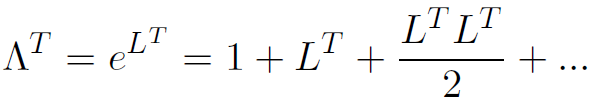 Λ^T = e^{L^T} = 1 + L^T + \frac{L^T L^T}{2} + ...